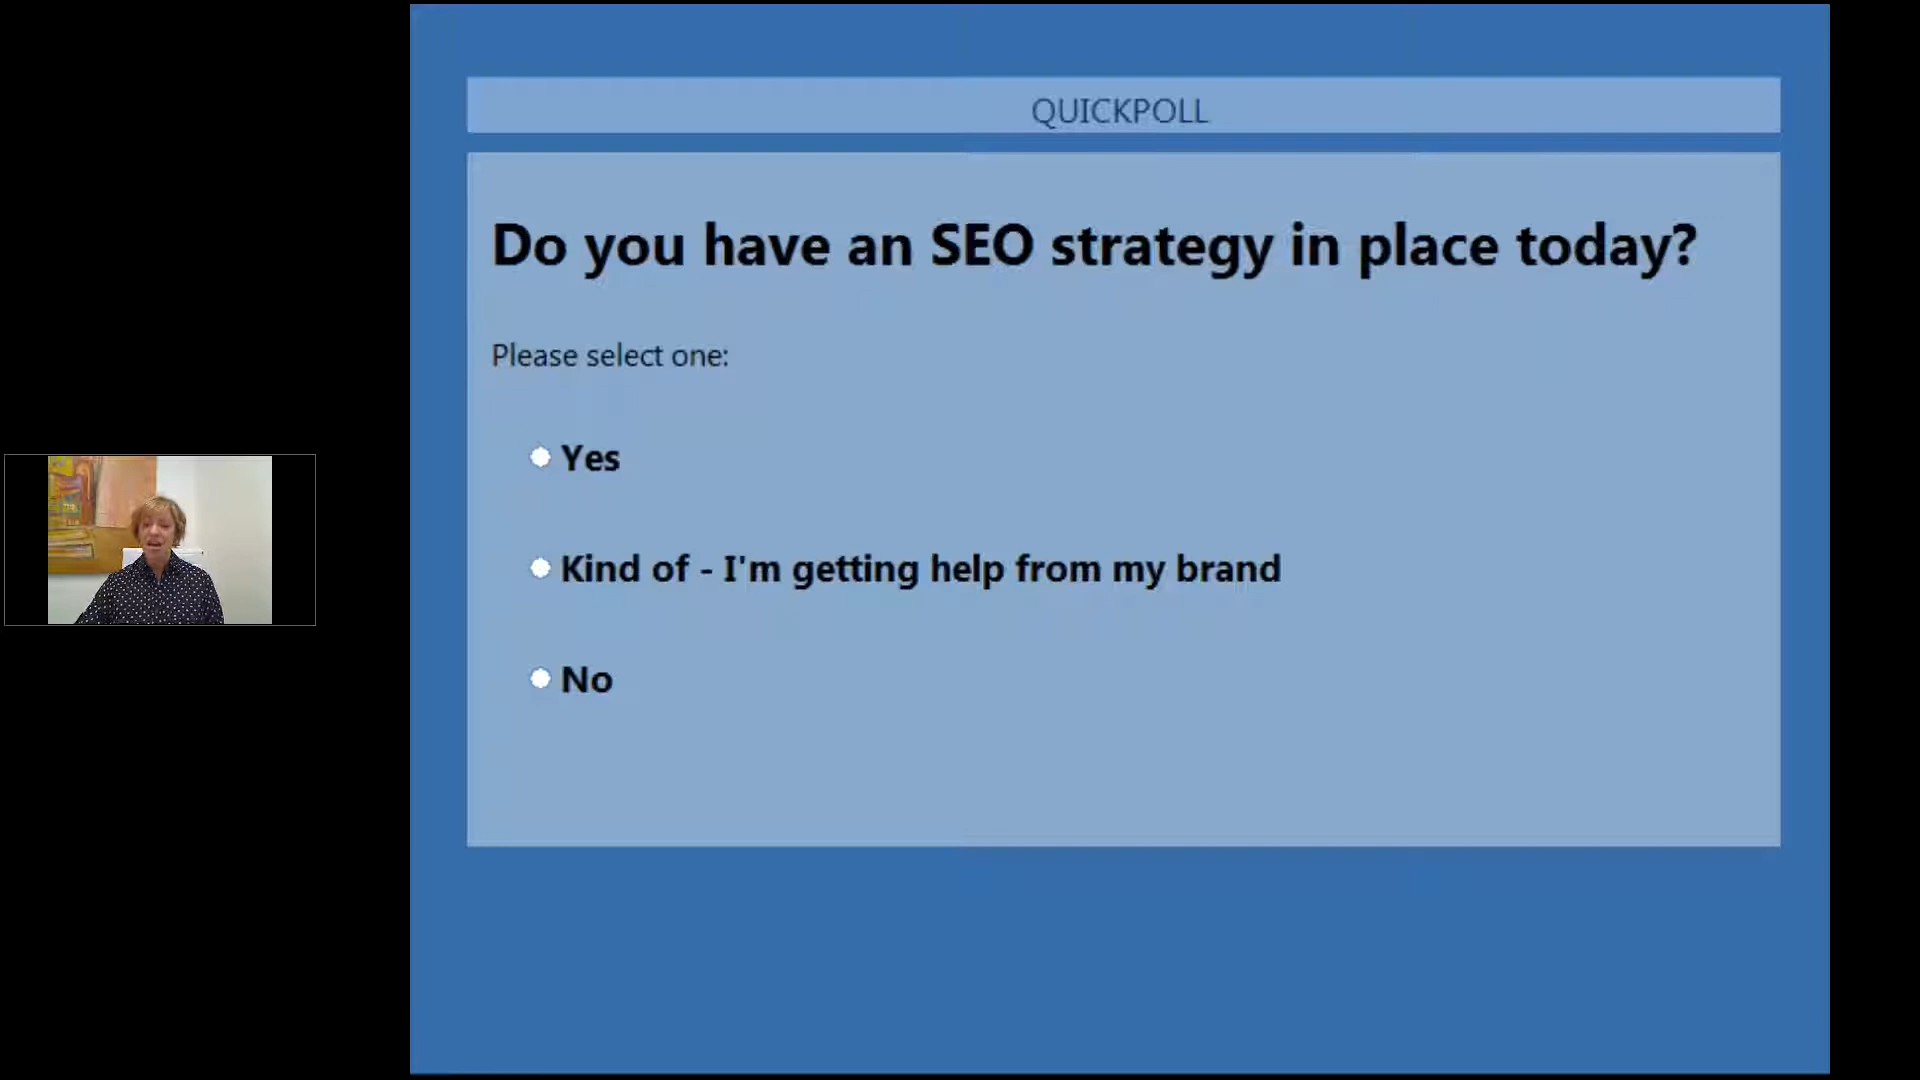 QUICKPOLL
Do you have an SEO strategy in place today?
Please select one:
Yes
Kind of - I'm getting help from my brand
No